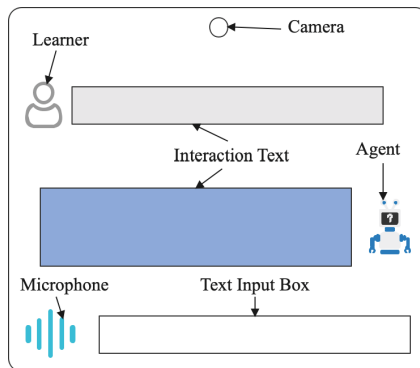 Camera
Learner
Interaction Text
Agent
?
Microphone
Text Input Box